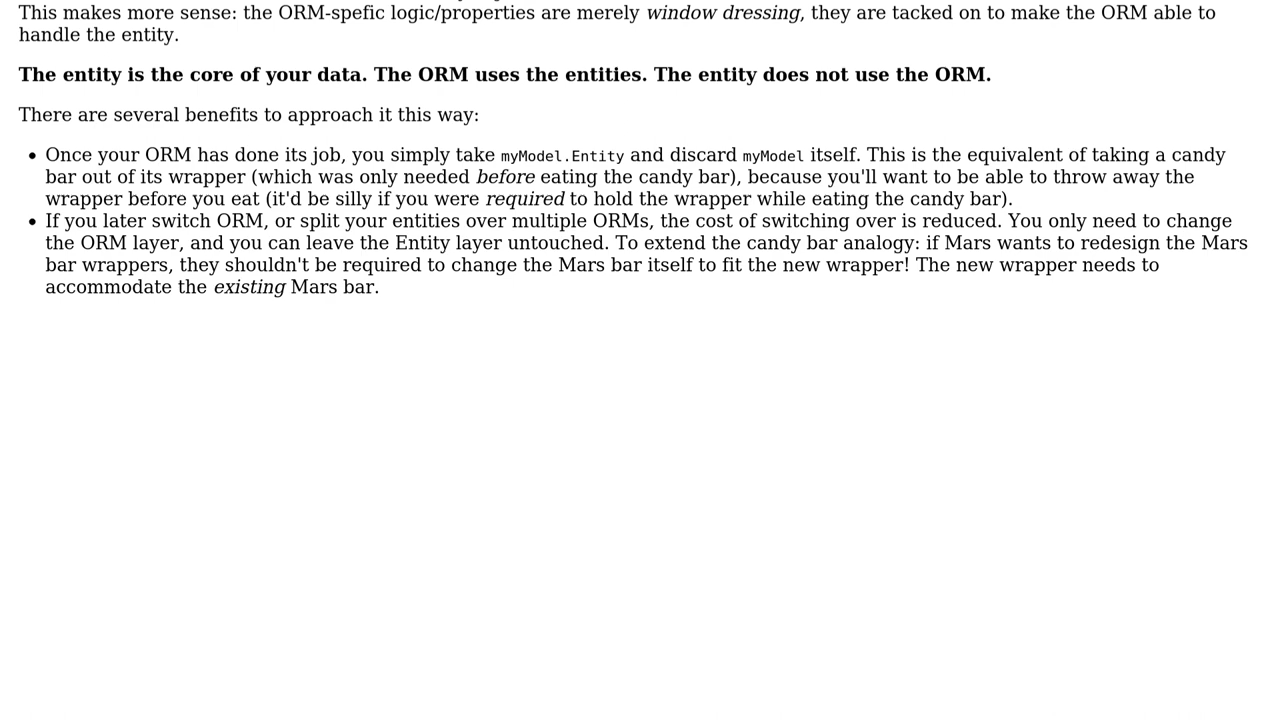 This makes more sense: the ORM-spefic logic/properties are merely window dressing, they are tacked on to make the ORM able to
handle the entity.
The entity is the core of your data. The ORM uses the entities. The entity does not use the ORM.
There are several benefits to approach it this way:
• Once your ORM has done its job, you simply take myModel.Entity and discard myModel itself. This is the equivalent of taking a candy
bar out of its wrapper (which was only needed before eating the candy bar), because you'll want to be able to throw away the
wrapper before you eat (it'd be silly if you were required to hold the wrapper while eating the candy bar).
• If you later switch ORM, or split your entities over multiple ORMs, the cost of switching over is reduced. You only need to change
the ORM layer, and you can leave the Entity layer untouched. To extend the candy bar analogy: if Mars wants to redesign the Mars
bar wrappers, they shouldn't be required to change the Mars bar itself to fit the new wrapper! The new wrapper needs to
accommodate the existing Mars bar.